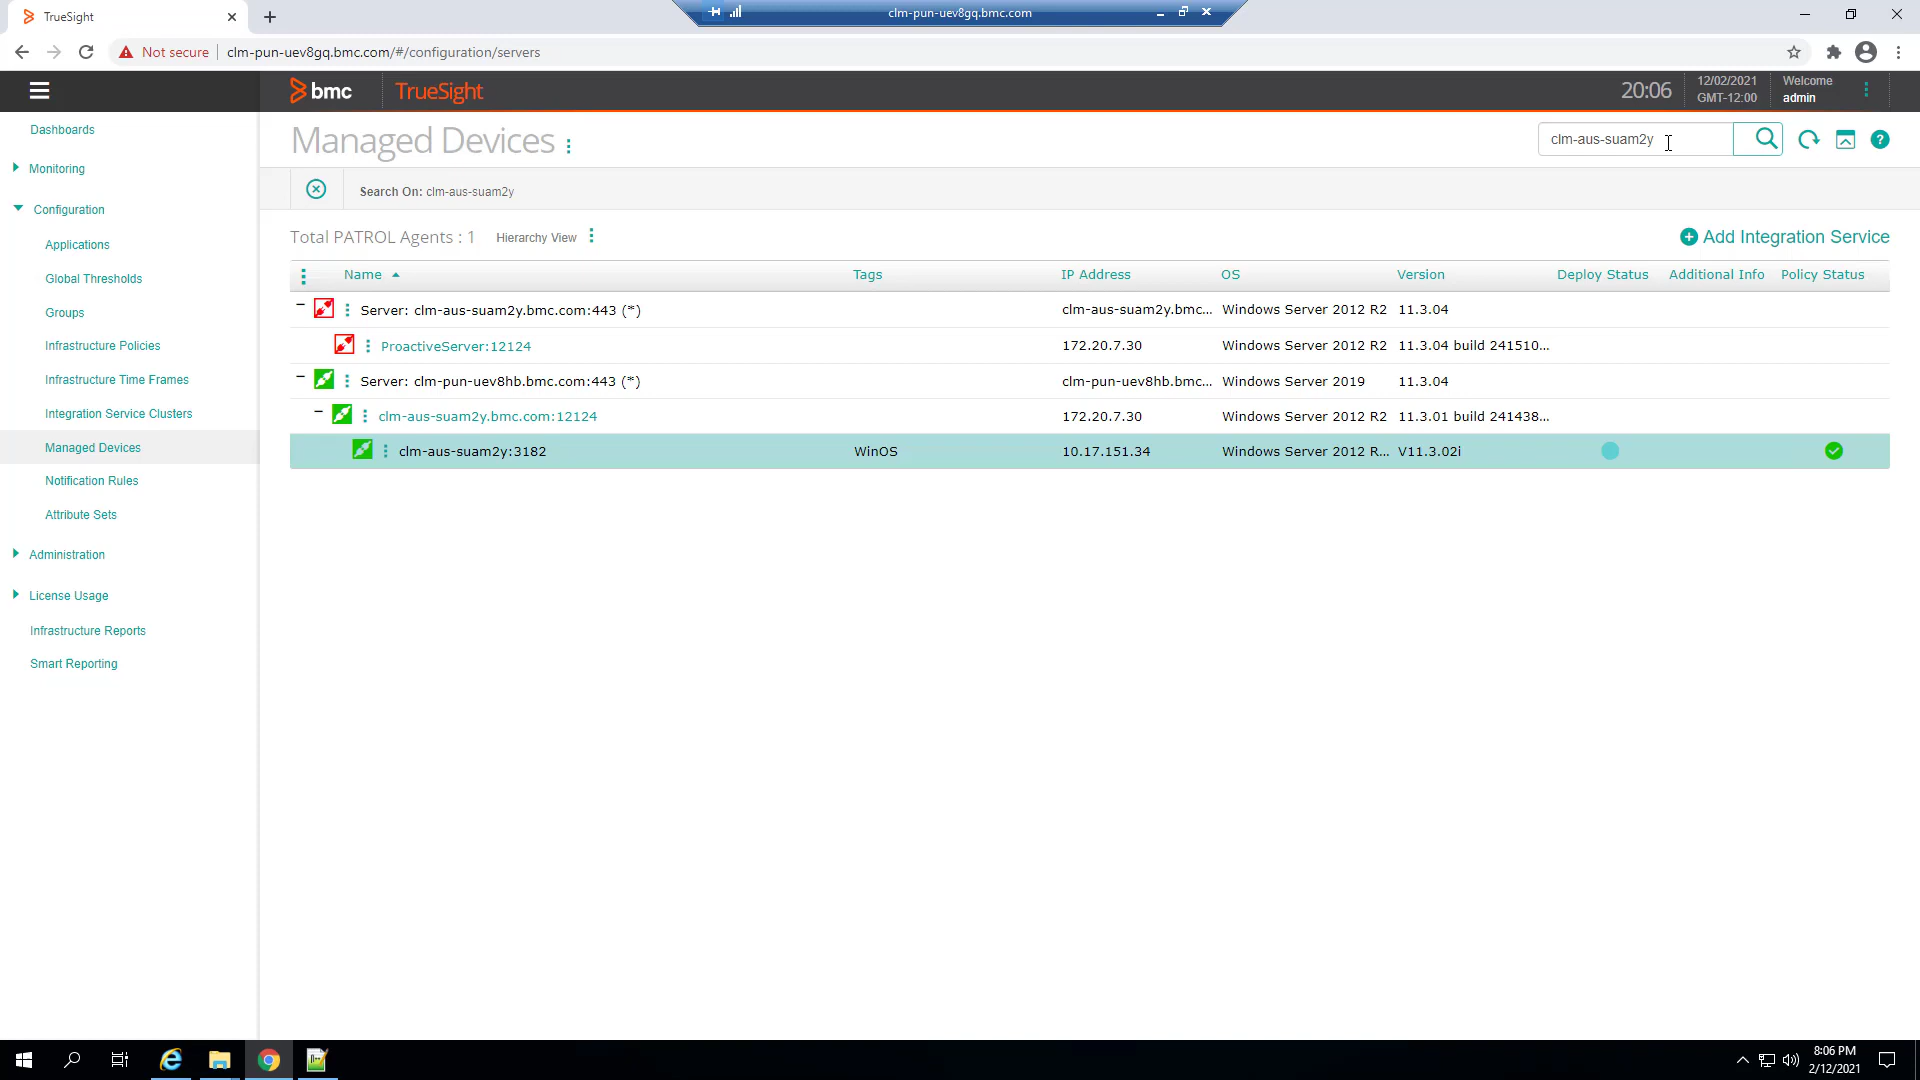 TrueSight
clm-pun-uev8gq.bmc.com
Not secure
clm-pun-uev8gq.bmc.com/#/configuration/servers
bmc
TrueSight
20:06
12/02/2021
GMT-12:00
Welcome
admin
Dashboards
Monitoring
Configuration
Applications
Global Thresholds
Groups
Infrastructure Policies
Infrastructure Time Frames
Integration Service Clusters
Managed Devices
Notification Rules
Attribute Sets
Administration
License Usage
Infrastructure Reports
Smart Reporting
Managed Devices
clm-aus-suam2y
Search On: clm-aus-suam2y
Total PATROL Agents : 1 Hierarchy View
Add Integration Service
Name Tags IP Address OS Version Deploy Status Additional Info Policy Status
Server: clm-aus-suam2y.bmc.com:443 (*) clm-aus-suam2y.bmc... Windows Server 2012 R2 11.3.04
ProactiveServer:12124 172.20.7.30 Windows Server 2012 R2 11.3.04 build 241510...
Server: clm-pun-uev8hb.bmc.com:443 (*) clm-pun-uev8hb.bmc... Windows Server 2019 11.3.04
clm-aus-suam2y.bmc.com:12124 172.20.7.30 Windows Server 2012 R2 11.3.01 build 241438...
clm-aus-suam2y:3182 WinOS 10.17.151.34 Windows Server 2012 R... V11.3.02i
8:06 PM
2/12/2021